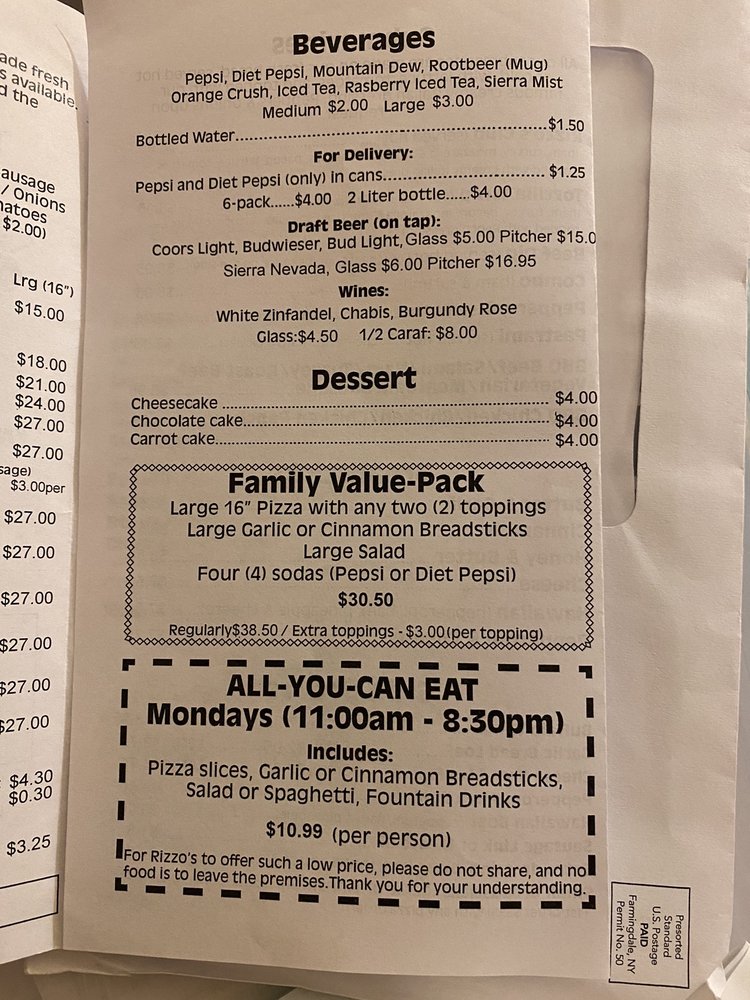 ade fresh
s available.
d the
ausage
/ Onions
atoes
$2.00)
Lrg (16")
$15.00
$18.00
$21.00
$24.00
$27.00
$27.00
sage)
$3.00per
$27.00
$27.00
$27.00
$27.00
$27.00
$27.00
$4.30
$0.30
$3.25
Beverages
Pepsi, Diet Pepsi, Mountain Dew, Rootbeer (Mug)
Orange Crush, Iced Tea, Rasberry Iced Tea, Sierra Mist
Medium $2.00 Large $3.00
Bottled Water........ $1.50
For Delivery:
Pepsi and Diet Pepsi (only) in cans........ $1.25
6-pack......$4.00 2 Liter bottle......$4.00
Draft Beer (on tap):
Coors Light, Budwieser, Bud Light, Glass $5.00 Pitcher $15.0
Sierra Nevada, Glass $6.00 Pitcher $16.95
Wines:
White Zinfandel, Chabis, Burgundy Rose
Glass:$4.50 1/2 Caraf: $8.00
Dessert
Cheesecake ........ $4.00
Chocolate cake........ $4.00
Carrot cake........ $4.00
Family Value-Pack
Large 16" Pizza with any two (2) toppings
Large Garlic or Cinnamon Breadsticks
Large Salad
Four (4) sodas (Pepsi or Diet Pepsi)
$30.50
Regularly$38.50 / Extra toppings - $3.00(per topping)
ALL-YOU-CAN EAT
Mondays (11:00am - 8:30pm)
Includes:
Pizza slices, Garlic or Cinnamon Breadsticks,
Salad or Spaghetti, Fountain Drinks
$10.99 (per person)
For Rizzo's to offer such a low price, please do not share, and no
food is to leave the premises.Thank you for your understanding.
Presorted
Standard
U.S. Postage
PAID
Farmingdale, NY
Permit No. 50